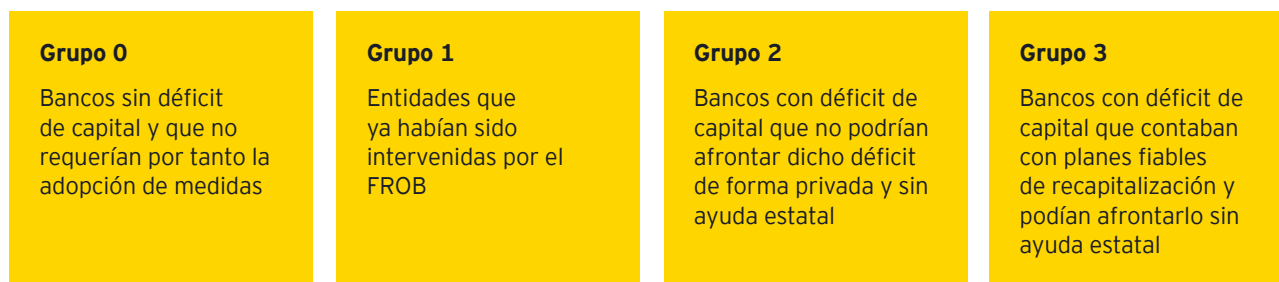 Grupo 0
Bancos sin déficit
de capital y que no
requerían por tanto la
adopción de medidas
Grupo 1
Entidades que
ya habían sido
intervenidas por el
FROB
Grupo 2
Bancos con déficit de
capital que no podrían
afrontar dicho déficit
de forma privada y sin
ayuda estatal
Grupo 3
Bancos con déficit de
capital que contaban
con planes fiables
de recapitalización y
podían afrontarlo sin
ayuda estatal